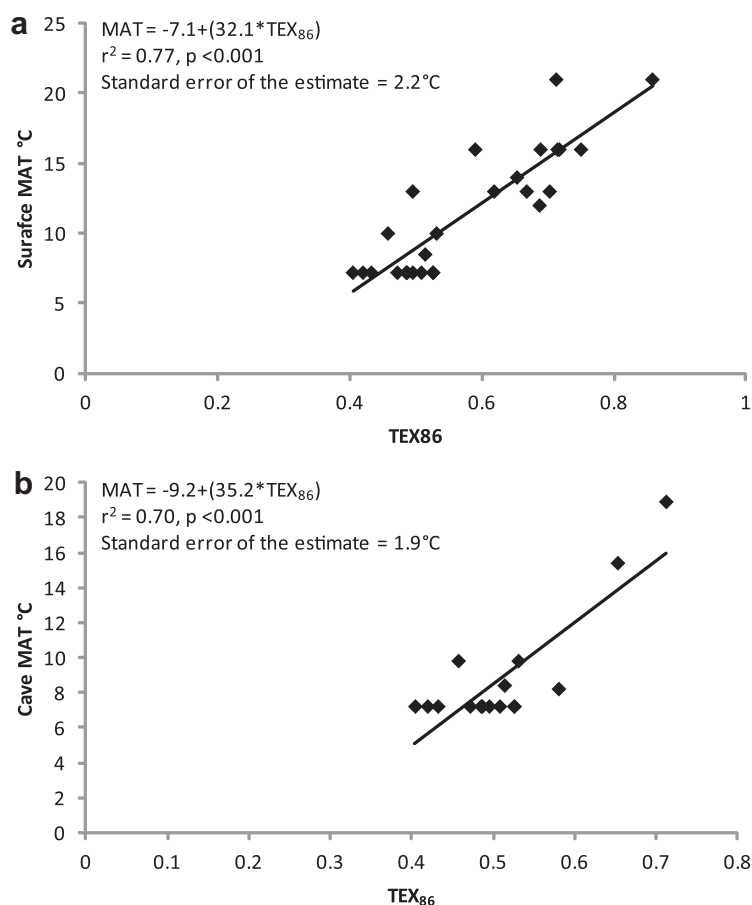 a
MAT = -7.1+(32.1*TEX₈₆)
r² = 0.77, p <0.001
Standard error of the estimate = 2.2°C
25
20
15
10
5
0
Surafce MAT °C
0 0.2 0.4 0.6 0.8 1
TEX86
b
MAT = -9.2+(35.2*TEX₈₆)
r² = 0.70, p <0.001
Standard error of the estimate = 1.9°C
20
18
16
14
12
10
8
6
4
2
0
Cave MAT °C
0 0.1 0.2 0.3 0.4 0.5 0.6 0.7 0.8
TEX₈₆